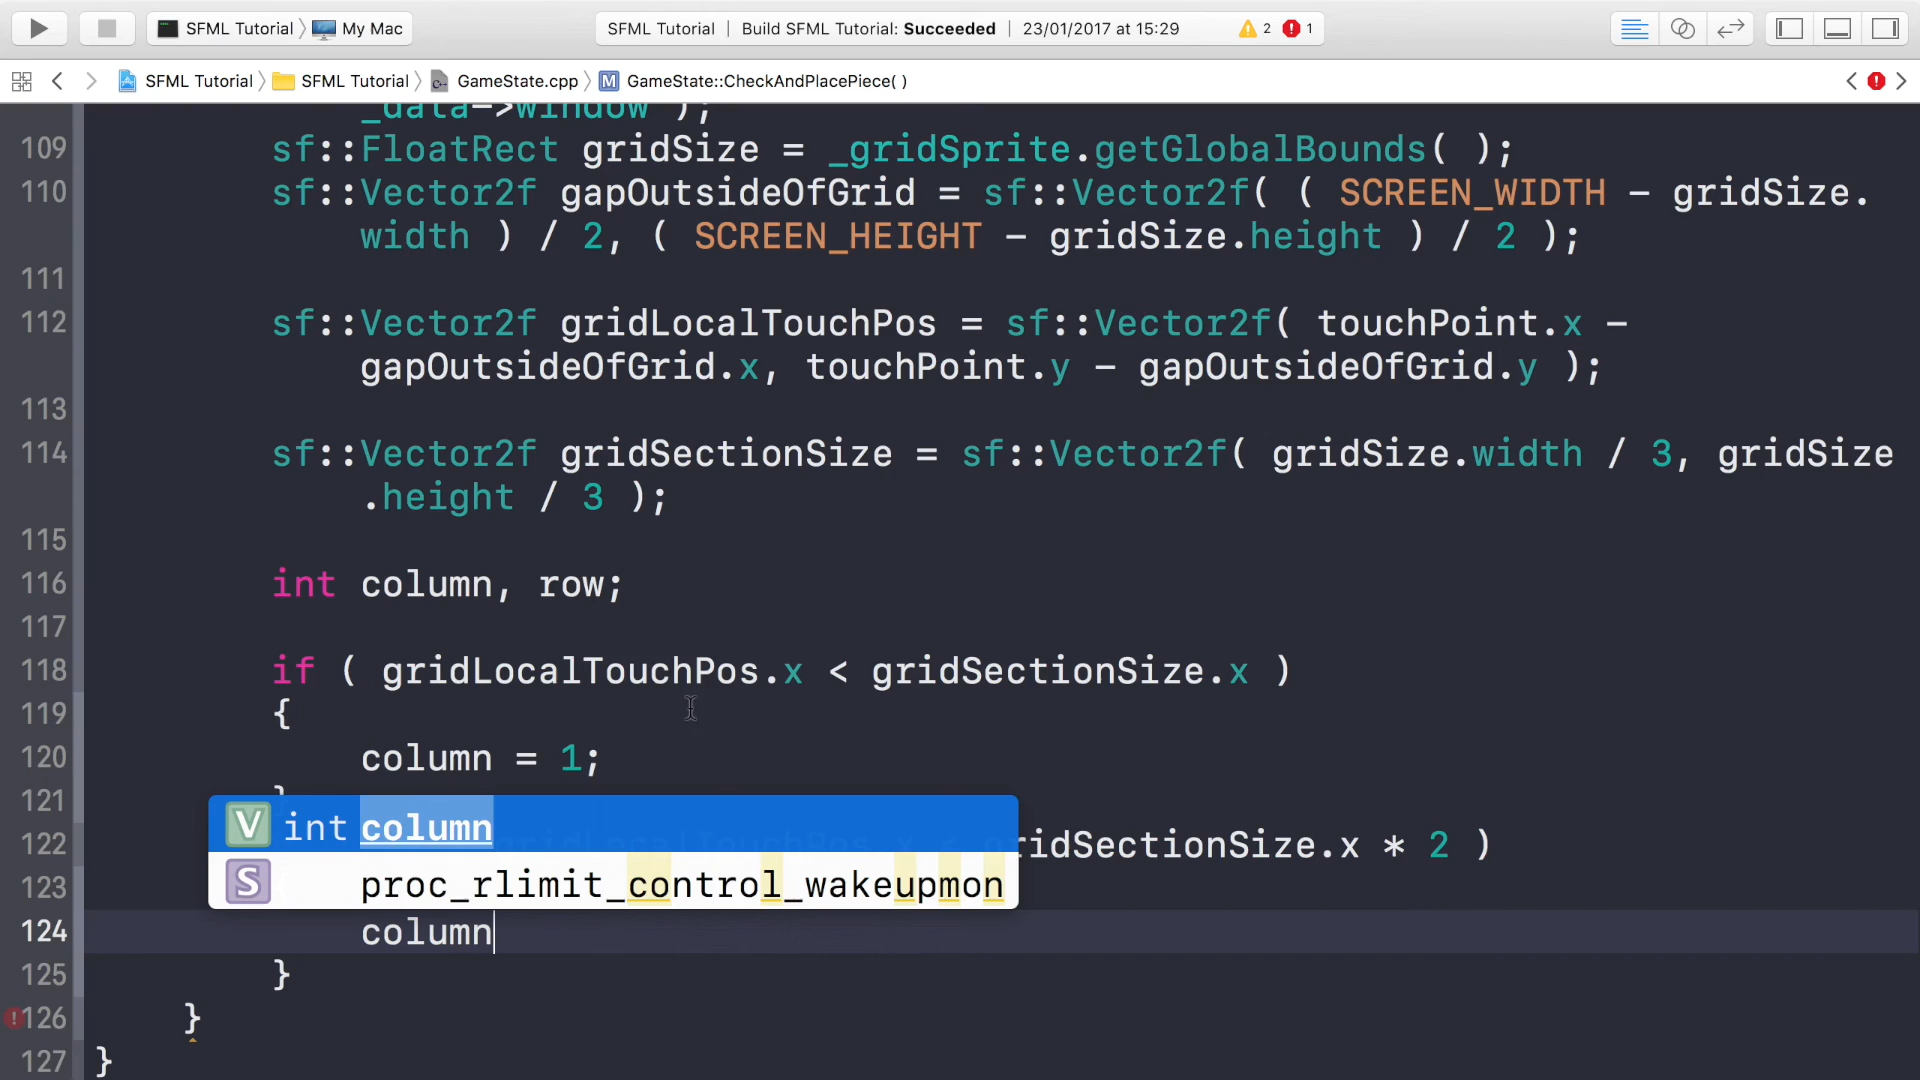 SFML Tutorial My Mac SFML Tutorial | Build SFML Tutorial: Succeeded | 23/01/2017 at 15:29 2 1
SFML Tutorial SFML Tutorial GameState.cpp M GameState::CheckAndPlacePiece( )
_data->window );
109 sf::FloatRect gridSize = _gridSprite.getGlobalBounds( );
110 sf::Vector2f gapOutsideOfGrid = sf::Vector2f( ( SCREEN_WIDTH - gridSize.
width ) / 2, ( SCREEN_HEIGHT - gridSize.height ) / 2 );
111
112 sf::Vector2f gridLocalTouchPos = sf::Vector2f( touchPoint.x -
gapOutsideOfGrid.x, touchPoint.y - gapOutsideOfGrid.y );
113
114 sf::Vector2f gridSectionSize = sf::Vector2f( gridSize.width / 3, gridSize
.height / 3 );
115
116 int column, row;
117
118 if ( gridLocalTouchPos.x < gridSectionSize.x )
119 {
120 column = 1;
121 }
V int column
122 gridLocalTouchPos.x gridSectionSize.x * 2 )
S proc_rlimit_control_wakeupmon
123 {
124 column
125 }
126 }
127 }